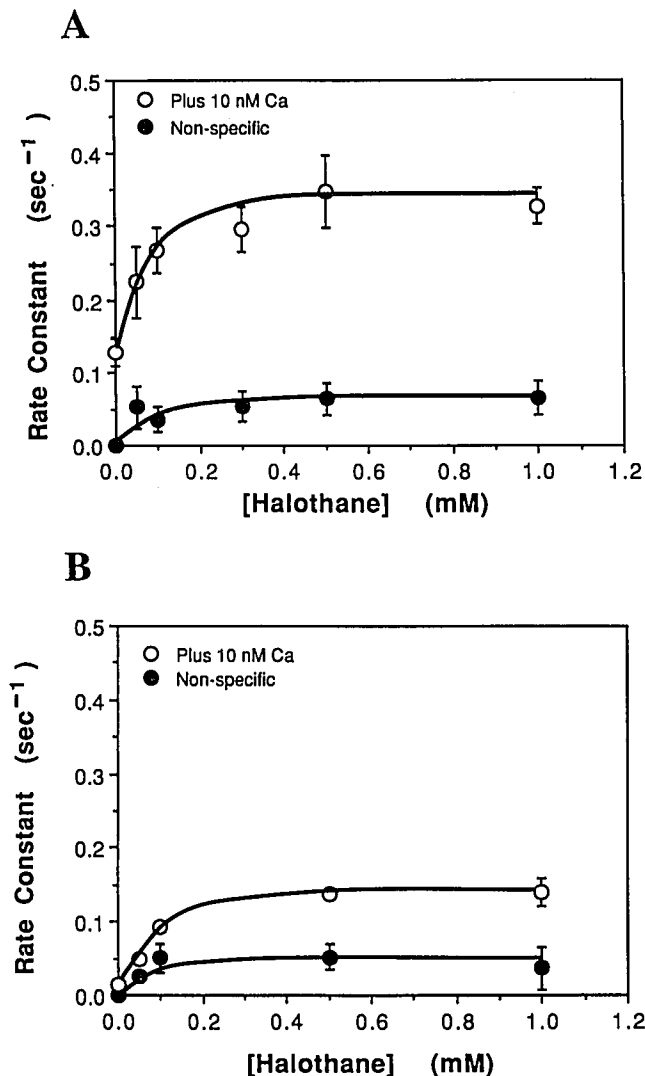 A
0.5
Plus 10 nM Ca
Non-specific
0.4
0.3
0.2
0.1
0.0
Rate Constant (sec⁻¹)
0.0 0.2 0.4 0.6 0.8 1.0 1.2
[Halothane] (mM)
B
0.5
Plus 10 nM Ca
Non-specific
0.4
0.3
0.2
0.1
0.0
Rate Constant (sec⁻¹)
0.0 0.2 0.4 0.6 0.8 1.0 1.2
[Halothane] (mM)